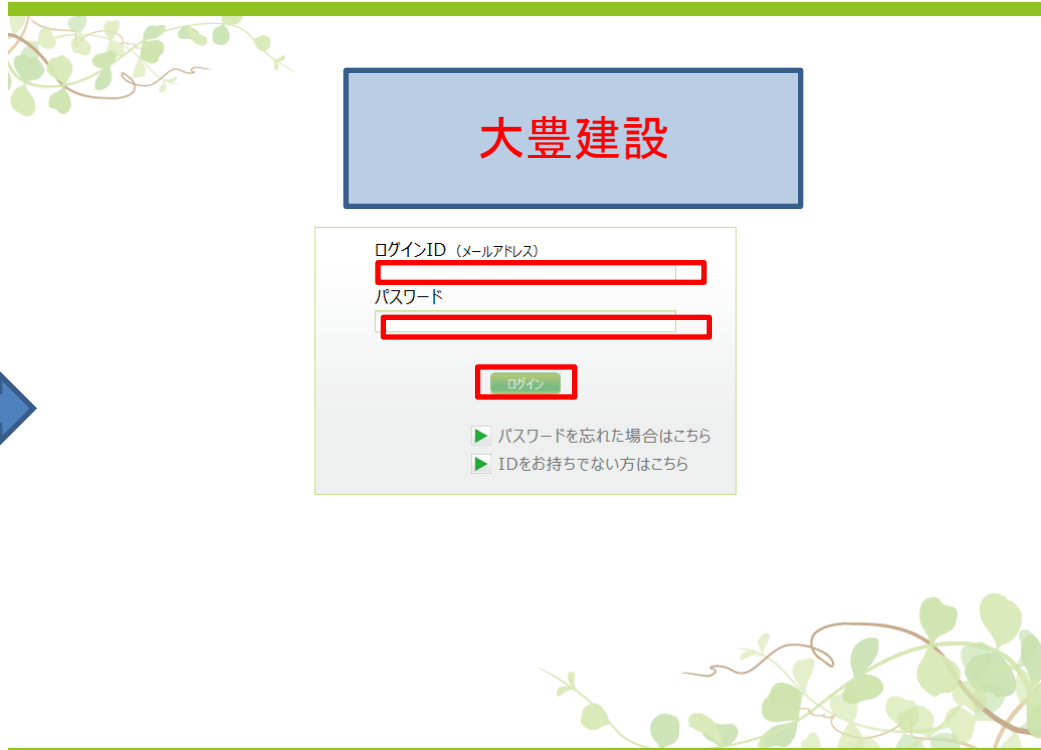 大豊建設
ログインID（メールアドレス）
パスワード
ログイン
パスワードを忘れた場合はこちら
IDをお持ちでない方はこちら